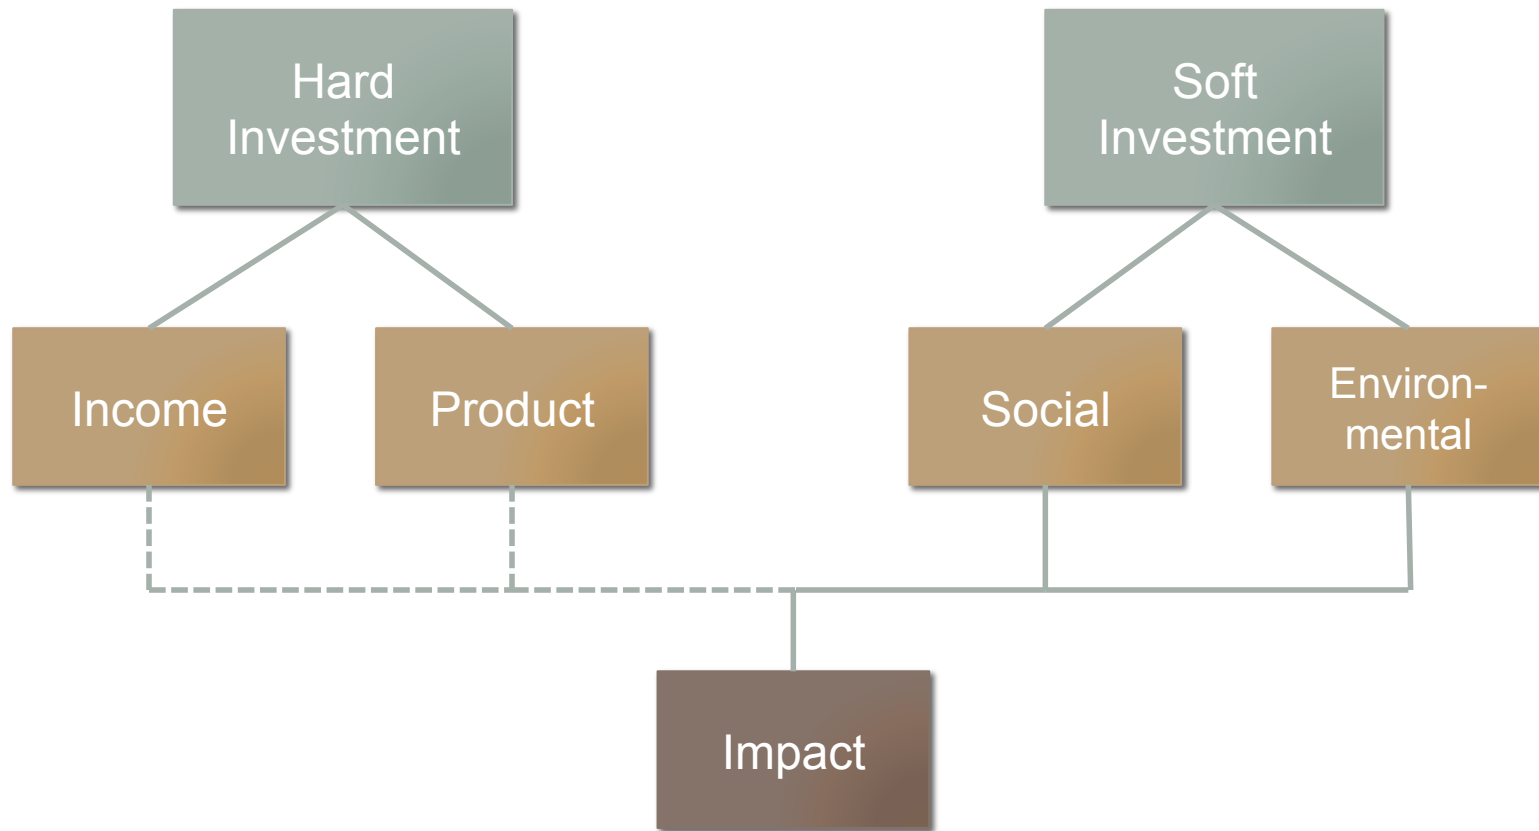 Hard
Investment
Soft
Investment
Income
Product
Social
Environ-
mental
Impact